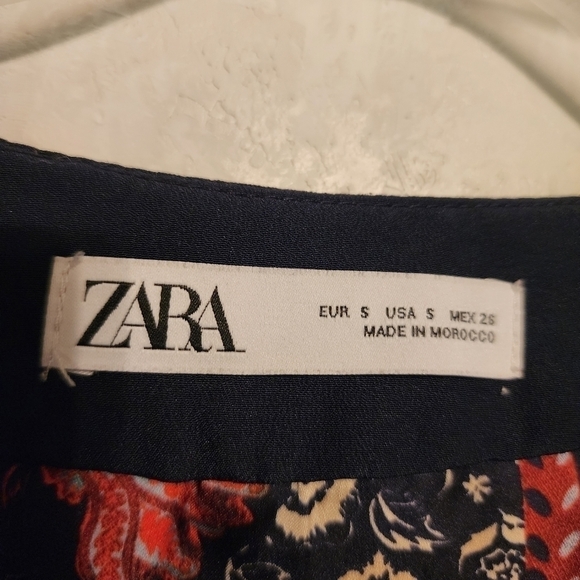 ZARA
EUR S USA S MEX 26
MADE IN MOROCCO